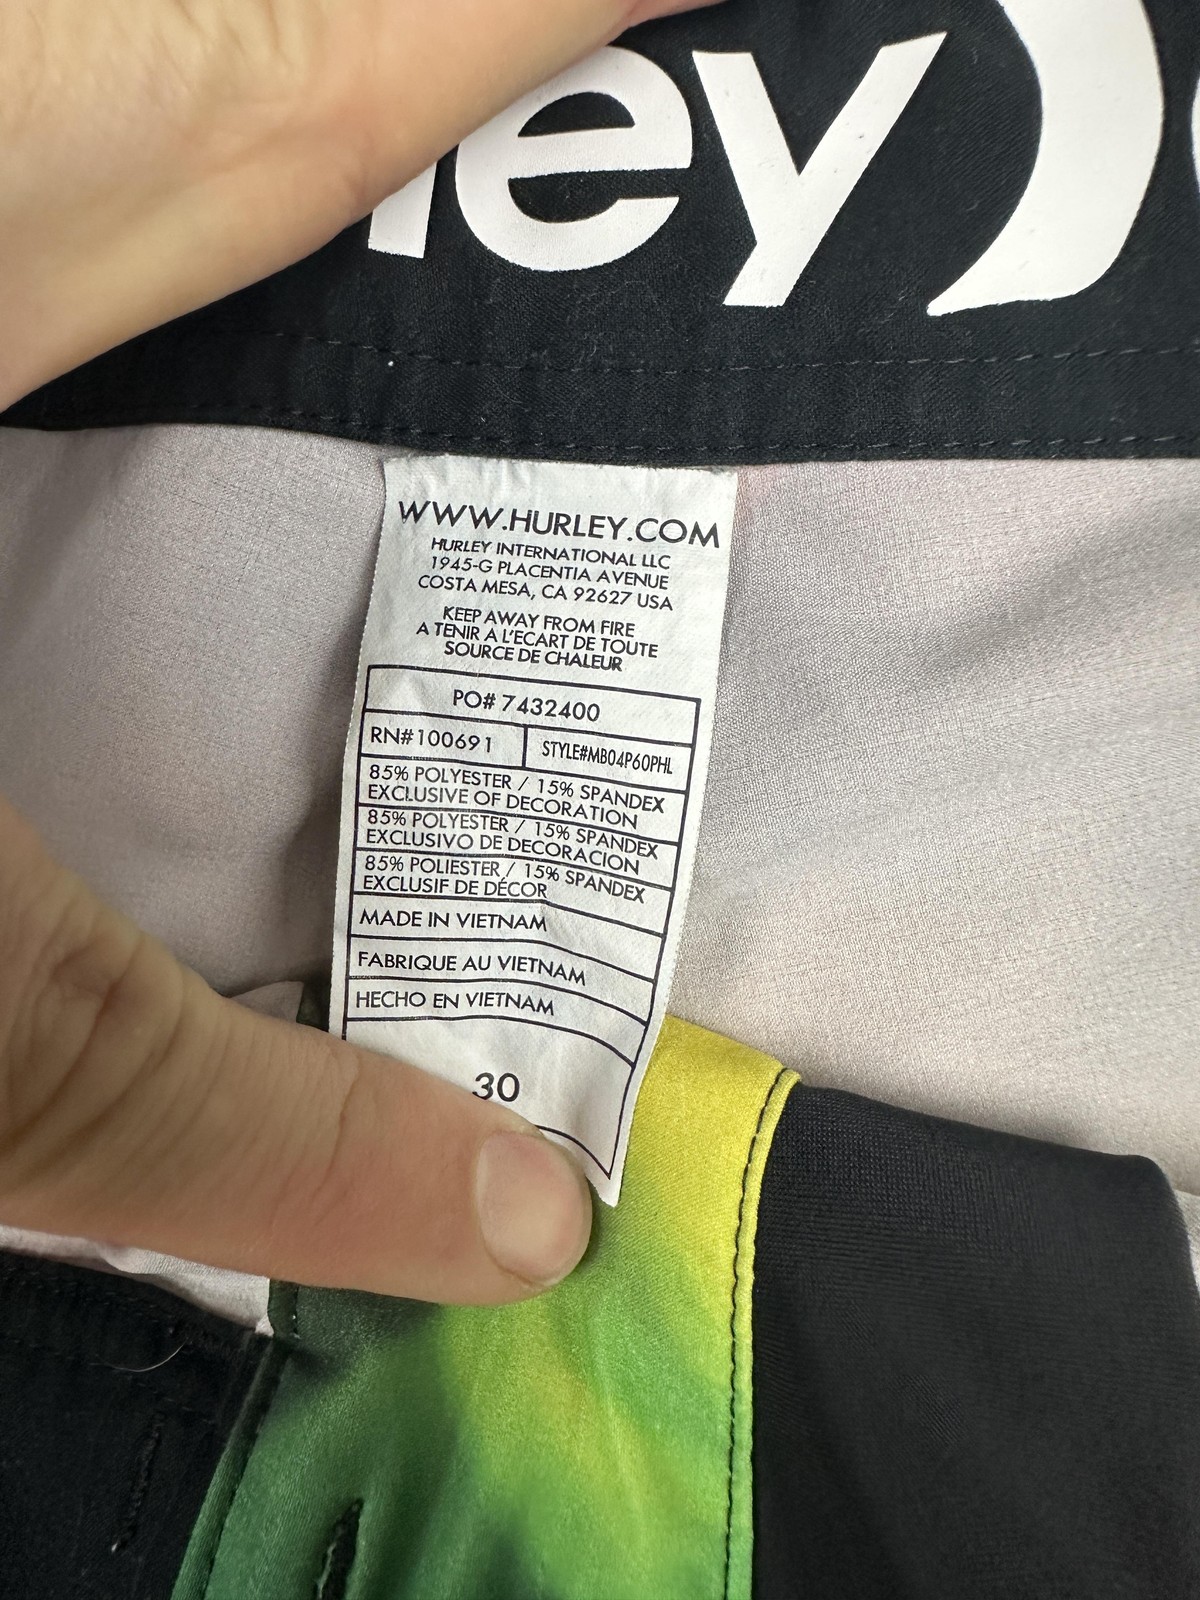 ley
WWW.HURLEY.COM
HURLEY INTERNATIONAL LLC
1945-G PLACENTIA AVENUE
COSTA MESA, CA 92627 USA
KEEP AWAY FROM FIRE
A TENIR A L'ECART DE TOUTE
SOURCE DE CHALEUR
PO# 7432400
RN#100691 STYLE#MB04P60PHL
85% POLYESTER / 15% SPANDEX
EXCLUSIVE OF DECORATION
85% POLYESTER / 15% SPANDEX
EXCLUSIVO DE DECORACION
85% POLIESTER / 15% SPANDEX
EXCLUSIF DE DÉCOR
MADE IN VIETNAM
FABRIQUE AU VIETNAM
HECHO EN VIETNAM
30